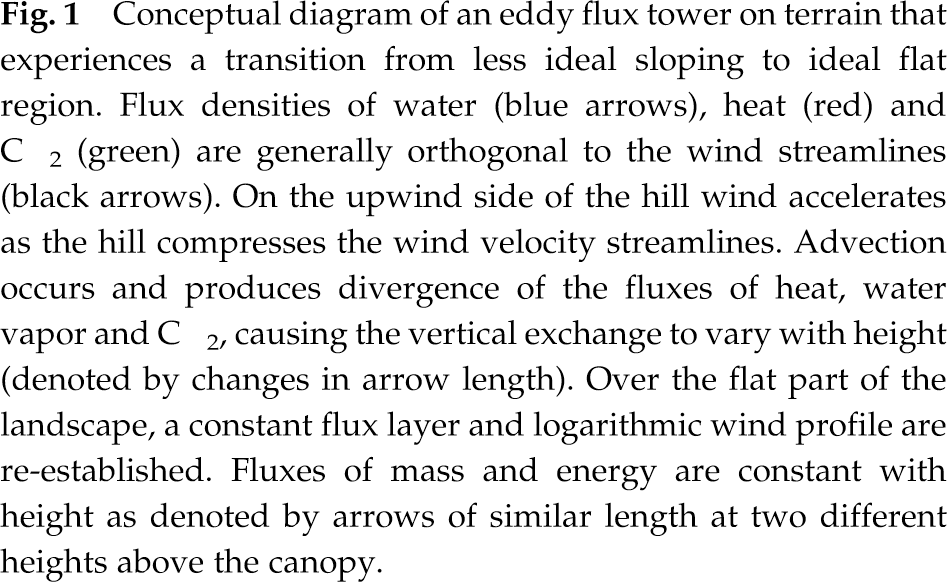 Fig. 1 Conceptual diagram of an eddy flux tower on terrain that
experiences a transition from less ideal sloping to ideal flat
region. Flux densities of water (blue arrows), heat (red) and
C ₂ (green) are generally orthogonal to the wind streamlines
(black arrows). On the upwind side of the hill wind accelerates
as the hill compresses the wind velocity streamlines. Advection
occurs and produces divergence of the fluxes of heat, water
vapor and C ₂, causing the vertical exchange to vary with height
(denoted by changes in arrow length). Over the flat part of the
landscape, a constant flux layer and logarithmic wind profile are
re-established. Fluxes of mass and energy are constant with
height as denoted by arrows of similar length at two different
heights above the canopy.